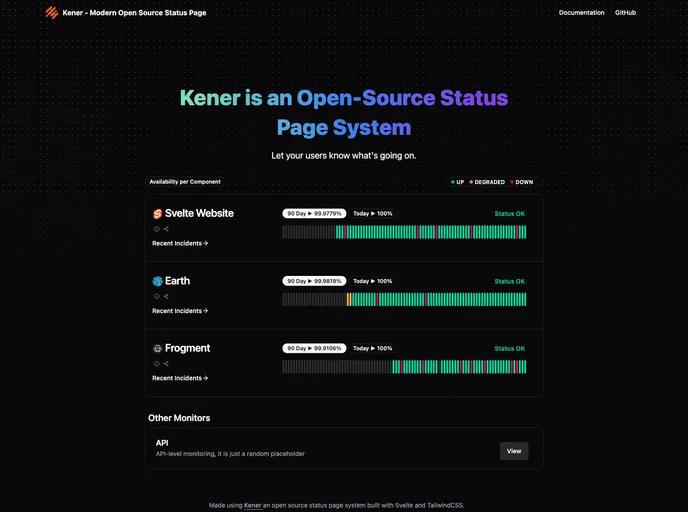 Kener - Modern Open Source Status Page
Documentation
GitHub
Kener is an Open-Source Status
Page System
Let your users know what's going on.
Availability per Component
UP
DEGRADED
DOWN
Svelte Website
90 Day ▶ 99.9779%
Today ▶ 100%
Status OK
Recent Incidents →
Earth
90 Day ▶ 99.9819%
Today ▶ 100%
Status OK
Recent Incidents →
Frogment
90 Day ▶ 99.9106%
Today ▶ 100%
Status OK
Recent Incidents →
Other Monitors
API
API-level monitoring, it is just a random placeholder
View
Made using Kener an open source status page system built with Svelte and TailwindCSS.